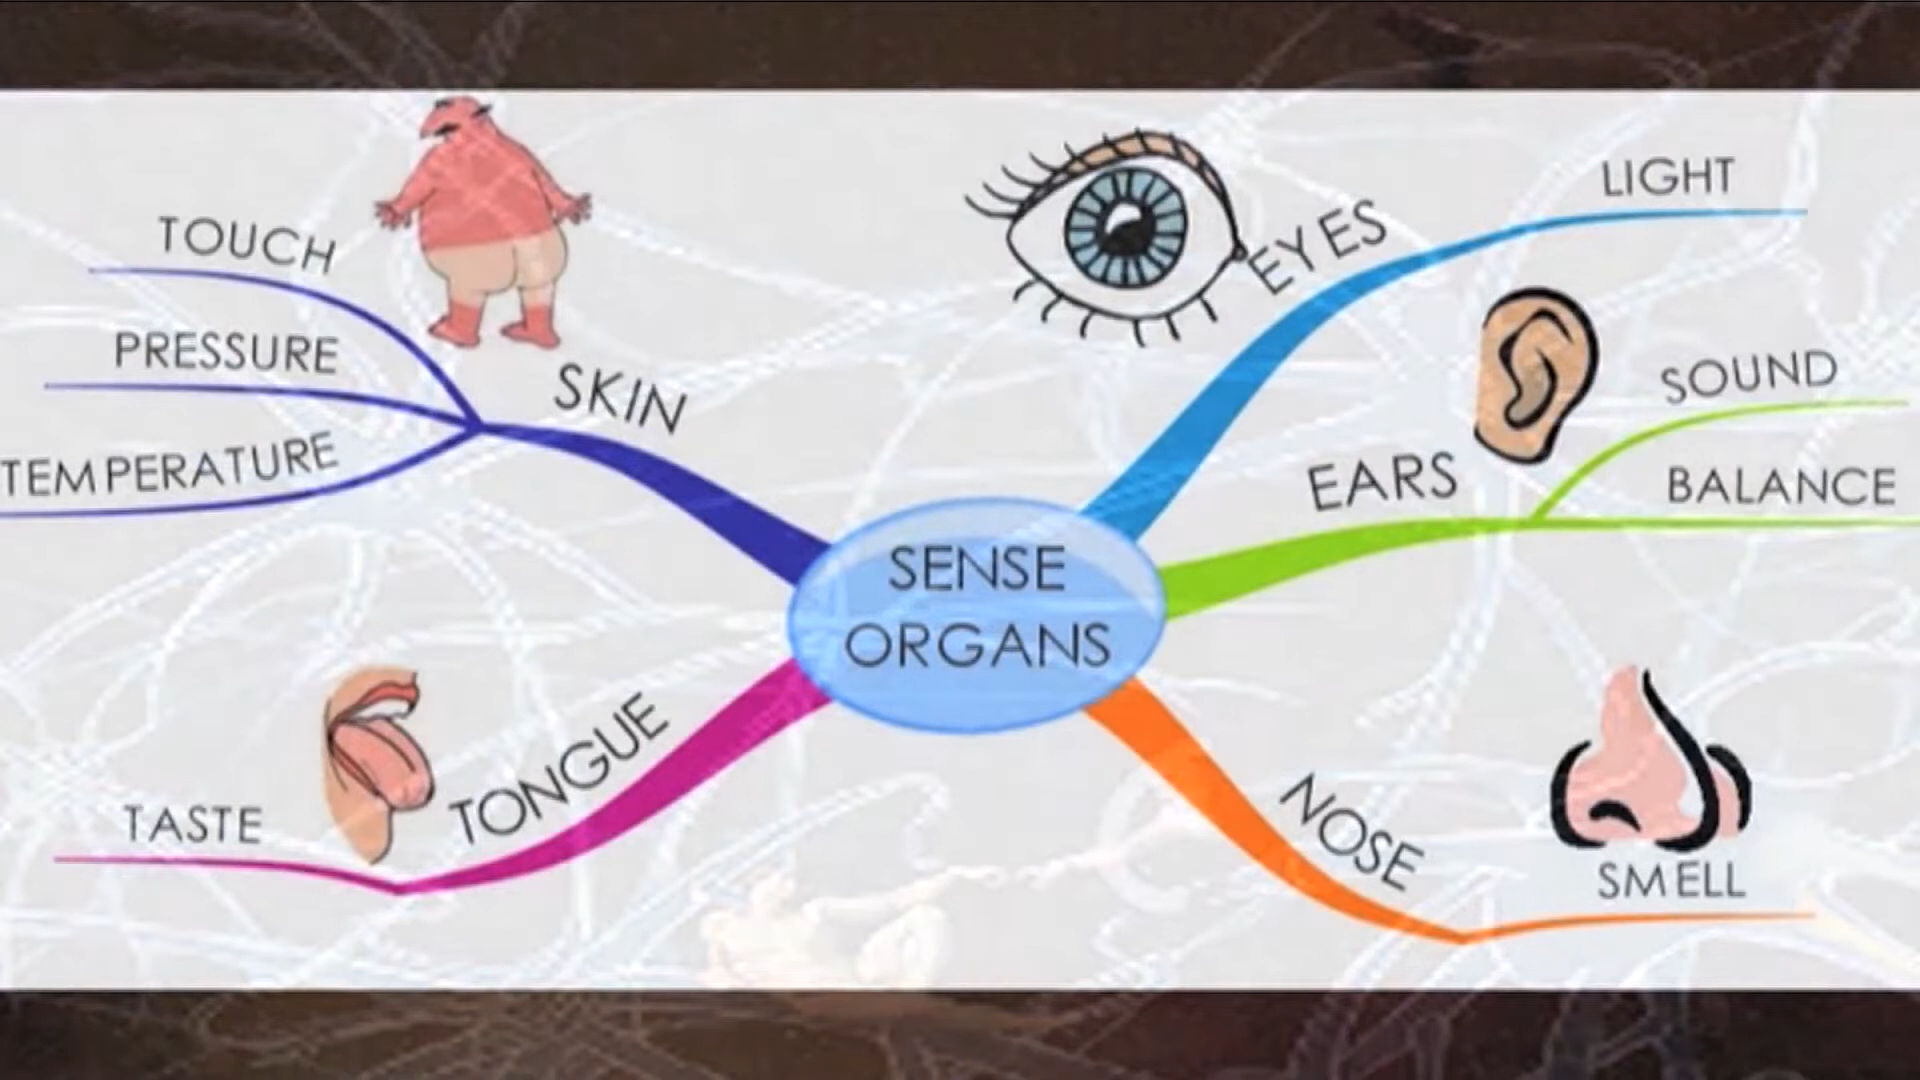 SENSE
ORGANS
EYES
LIGHT
EARS
SOUND
BALANCE
NOSE
SMELL
TONGUE
TASTE
SKIN
TOUCH
PRESSURE
TEMPERATURE